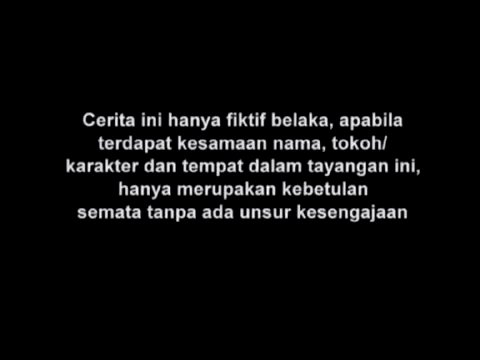 Cerita ini hanya fiktif belaka, apabila
terdapat kesamaan nama, tokoh/
karakter dan tempat dalam tayangan ini,
hanya merupakan kebetulan
semata tanpa ada unsur kesengajaan